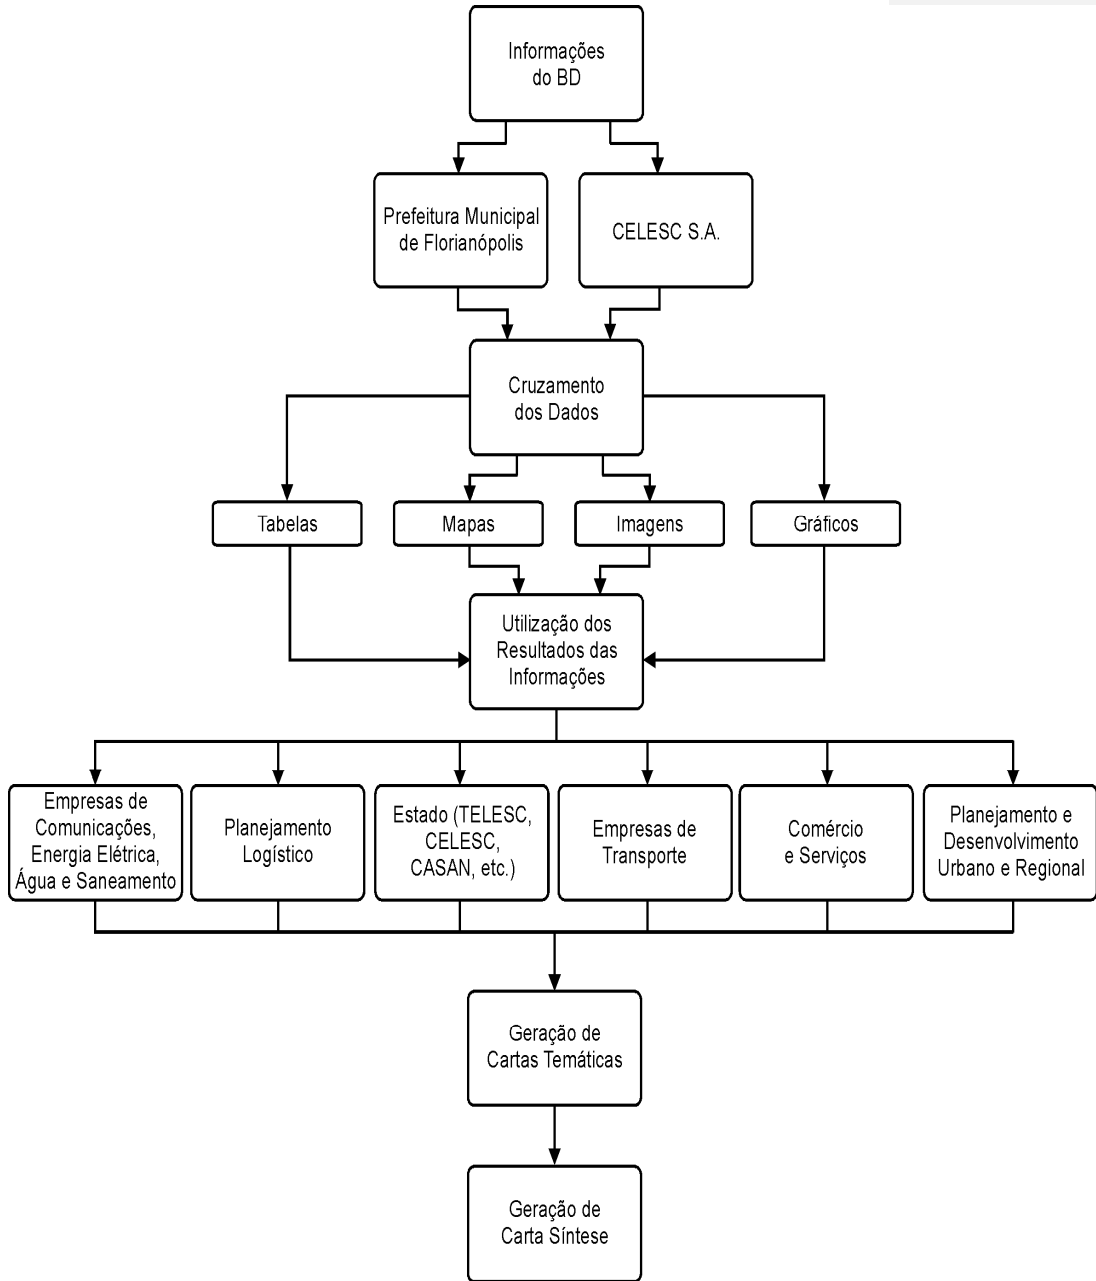 Informações
do BD
Prefeitura Municipal
de Florianópolis
CELESC S.A.
Cruzamento
dos Dados
Tabelas
Mapas
Imagens
Gráficos
Utilização dos
Resultados das
Informações
Empresas de
Comunicações,
Energia Elétrica,
Água e Saneamento
Planejamento
Logístico
Estado (TELESC,
CELESC,
CASAN, etc.)
Empresas de
Transporte
Comércio
e Serviços
Planejamento e
Desenvolvimento
Urbano e Regional
Geração de
Cartas Temáticas
Geração de
Carta Síntese